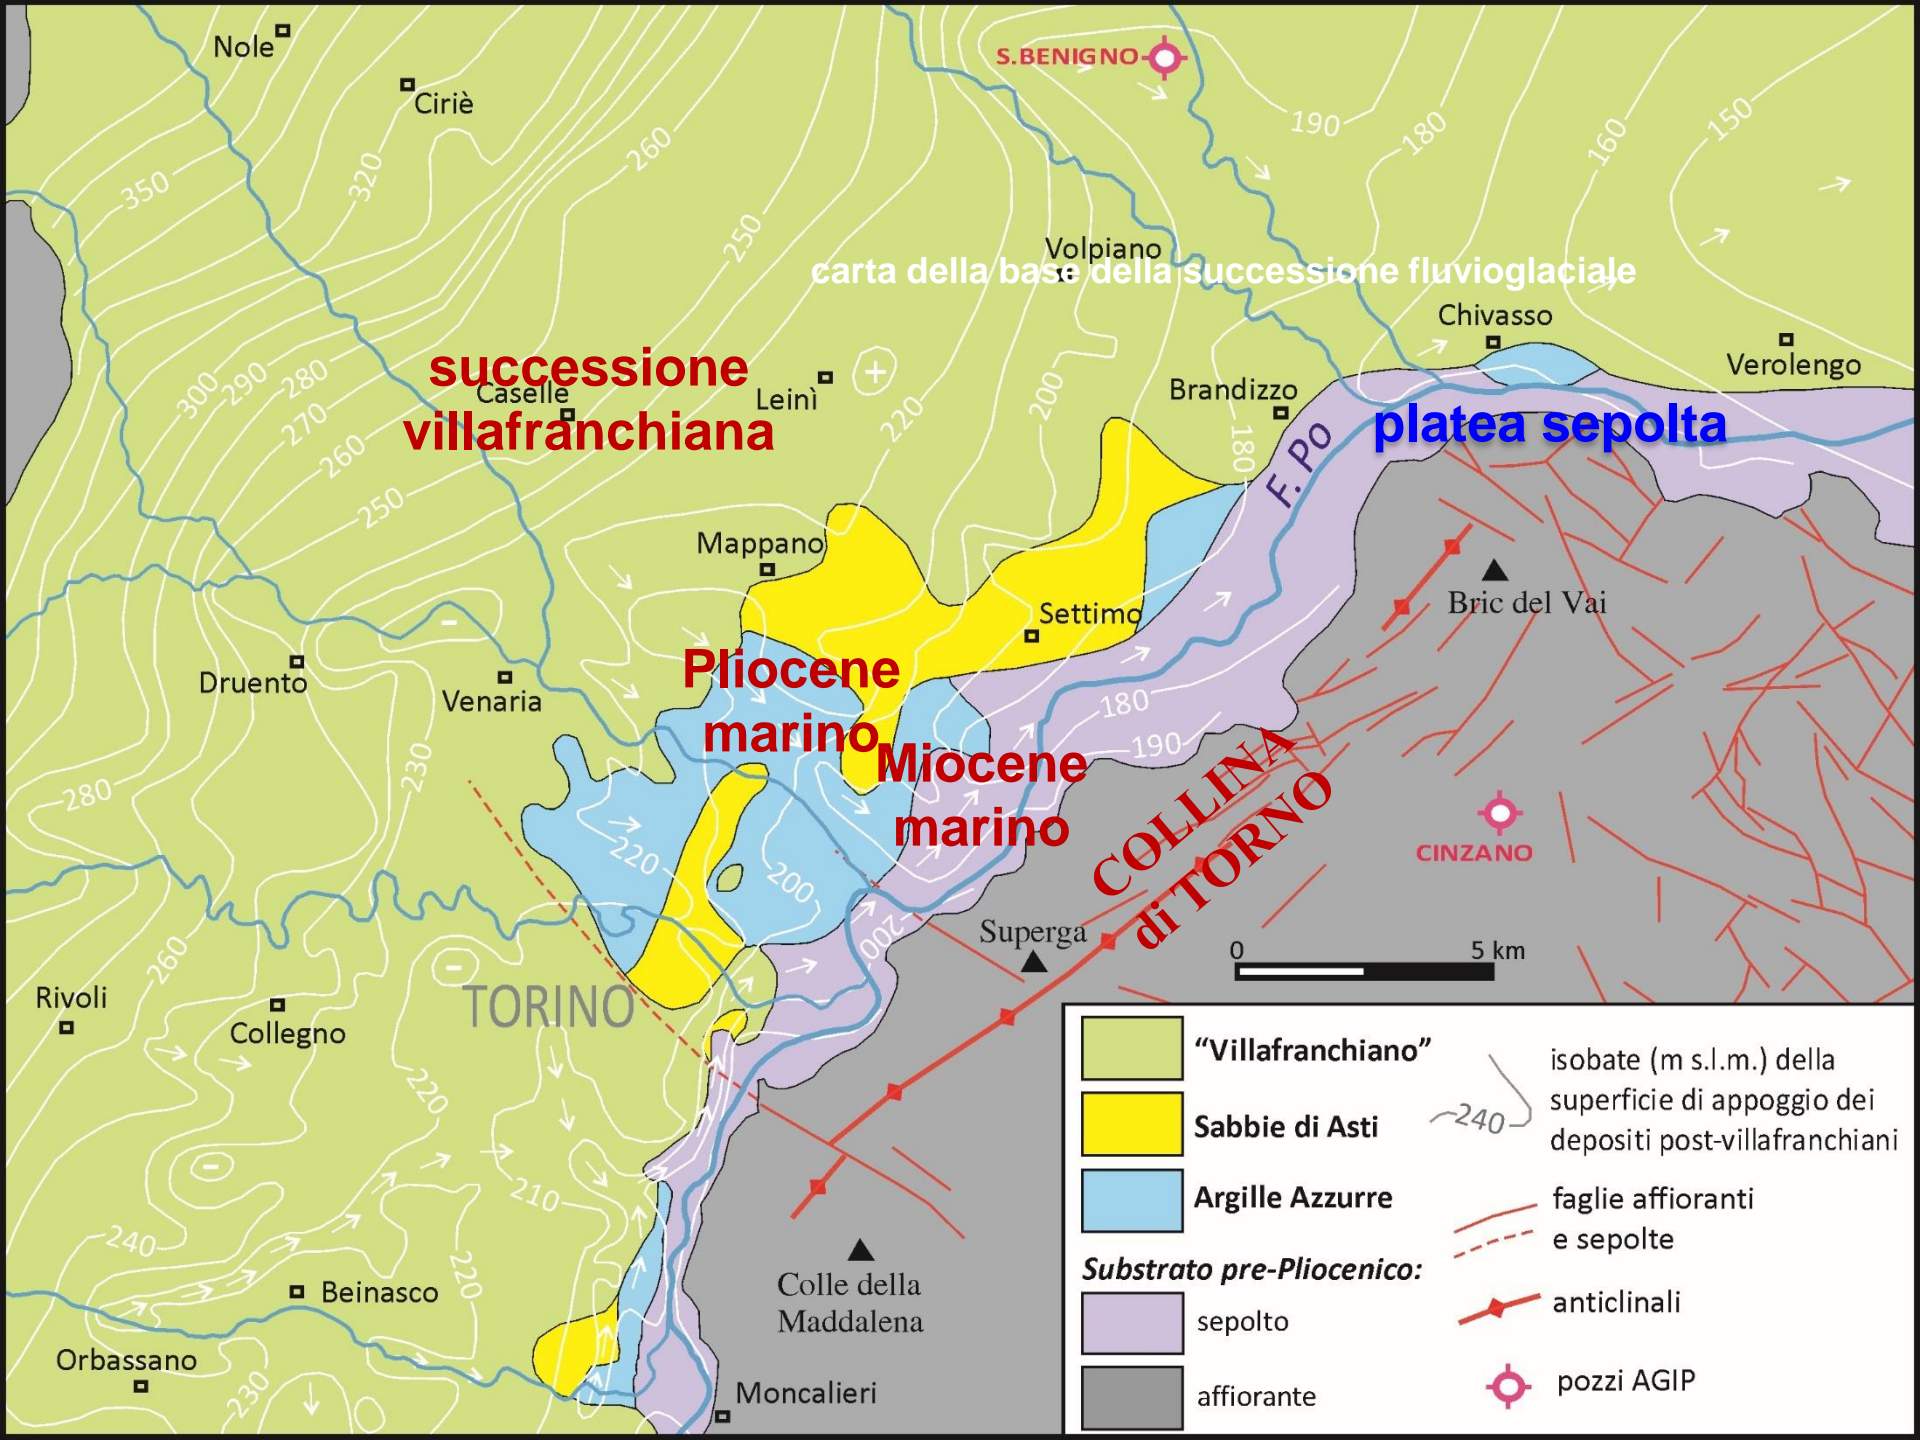 Nole
Ciriè
S.BENIGNO
190
180
160
150
350
320
260
250
Volpiano
carta della base della successione fluvioglaciale
Chivasso
Verolengo
successione
villafranchiana
Caselle
Leinì
+
Brandizzo
300
290
280
270
260
250
220
200
180
F. Po
platea sepolta
Mappano
Settimo
Bric del Vai
-
Druento
Venaria
Pliocene
marino
Miocene
marino
180
190
COLLINA
di TORNO
CINZANO
280
230
220
200
200
Superga
0 5 km
260
-
TORINO
Rivoli
Collegno
220
-
210
240
220
Beinasco
Colle della
Maddalena
Orbassano
230
Moncalieri
“Villafranchiano”
Sabbie di Asti
Argille Azzurre
Substrato pre-Pliocenico:
sepolto
affiorante
240
isobate (m s.l.m.) della
superficie di appoggio dei
depositi post-villafranchiani
faglie affioranti
e sepolte
anticlinali
pozzi AGIP